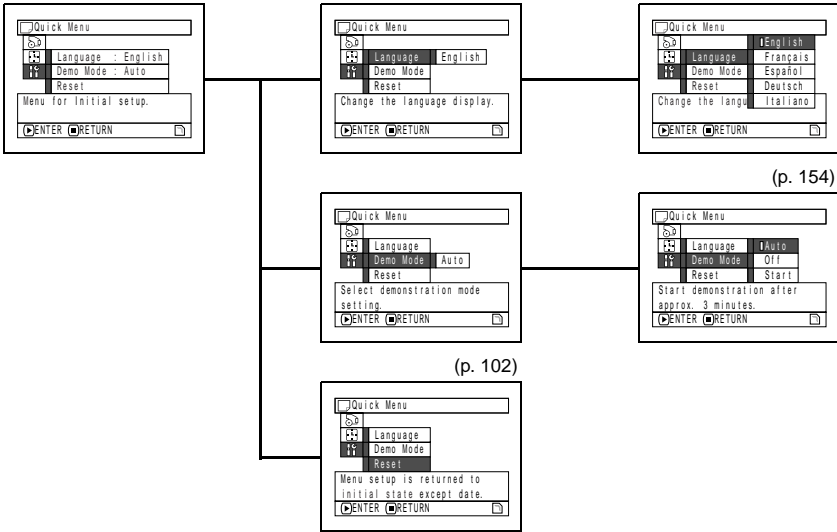 Quick Menu
Language : English
Demo Mode : Auto
Reset
Menu for Initial setup.
ENTER RETURN
Quick Menu
Language English
Demo Mode
Reset
Change the language display.
ENTER RETURN
Quick Menu
English
Language Français
Demo Mode Español
Reset Deutsch
Change the langu Italiano
ENTER RETURN
(p. 154)
Quick Menu
Language
Demo Mode Auto
Reset
Select demonstration mode
setting.
ENTER RETURN
Quick Menu
Language Auto
Demo Mode Off
Reset Start
Start demonstration after
approx. 3 minutes.
ENTER RETURN
(p. 102)
Quick Menu
Language
Demo Mode
Reset
Menu setup is returned to
initial state except date.
ENTER RETURN